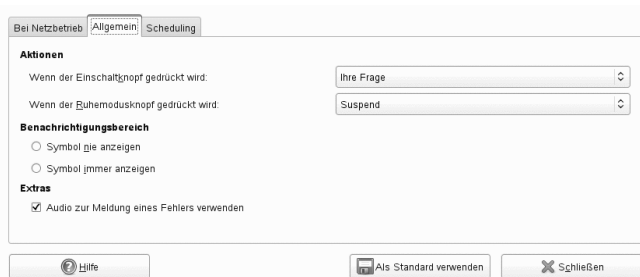 Bei Netzbetrieb Allgemein Scheduling
Aktionen
Wenn der Einschaltknopf gedrückt wird: Ihre Frage
Wenn der Ruhemodusknopf gedrückt wird: Suspend
Benachrichtigungsbereich
Symbol nie anzeigen
Symbol immer anzeigen
Extras
Audio zur Meldung eines Fehlers verwenden
Hilfe Als Standard verwenden Schließen